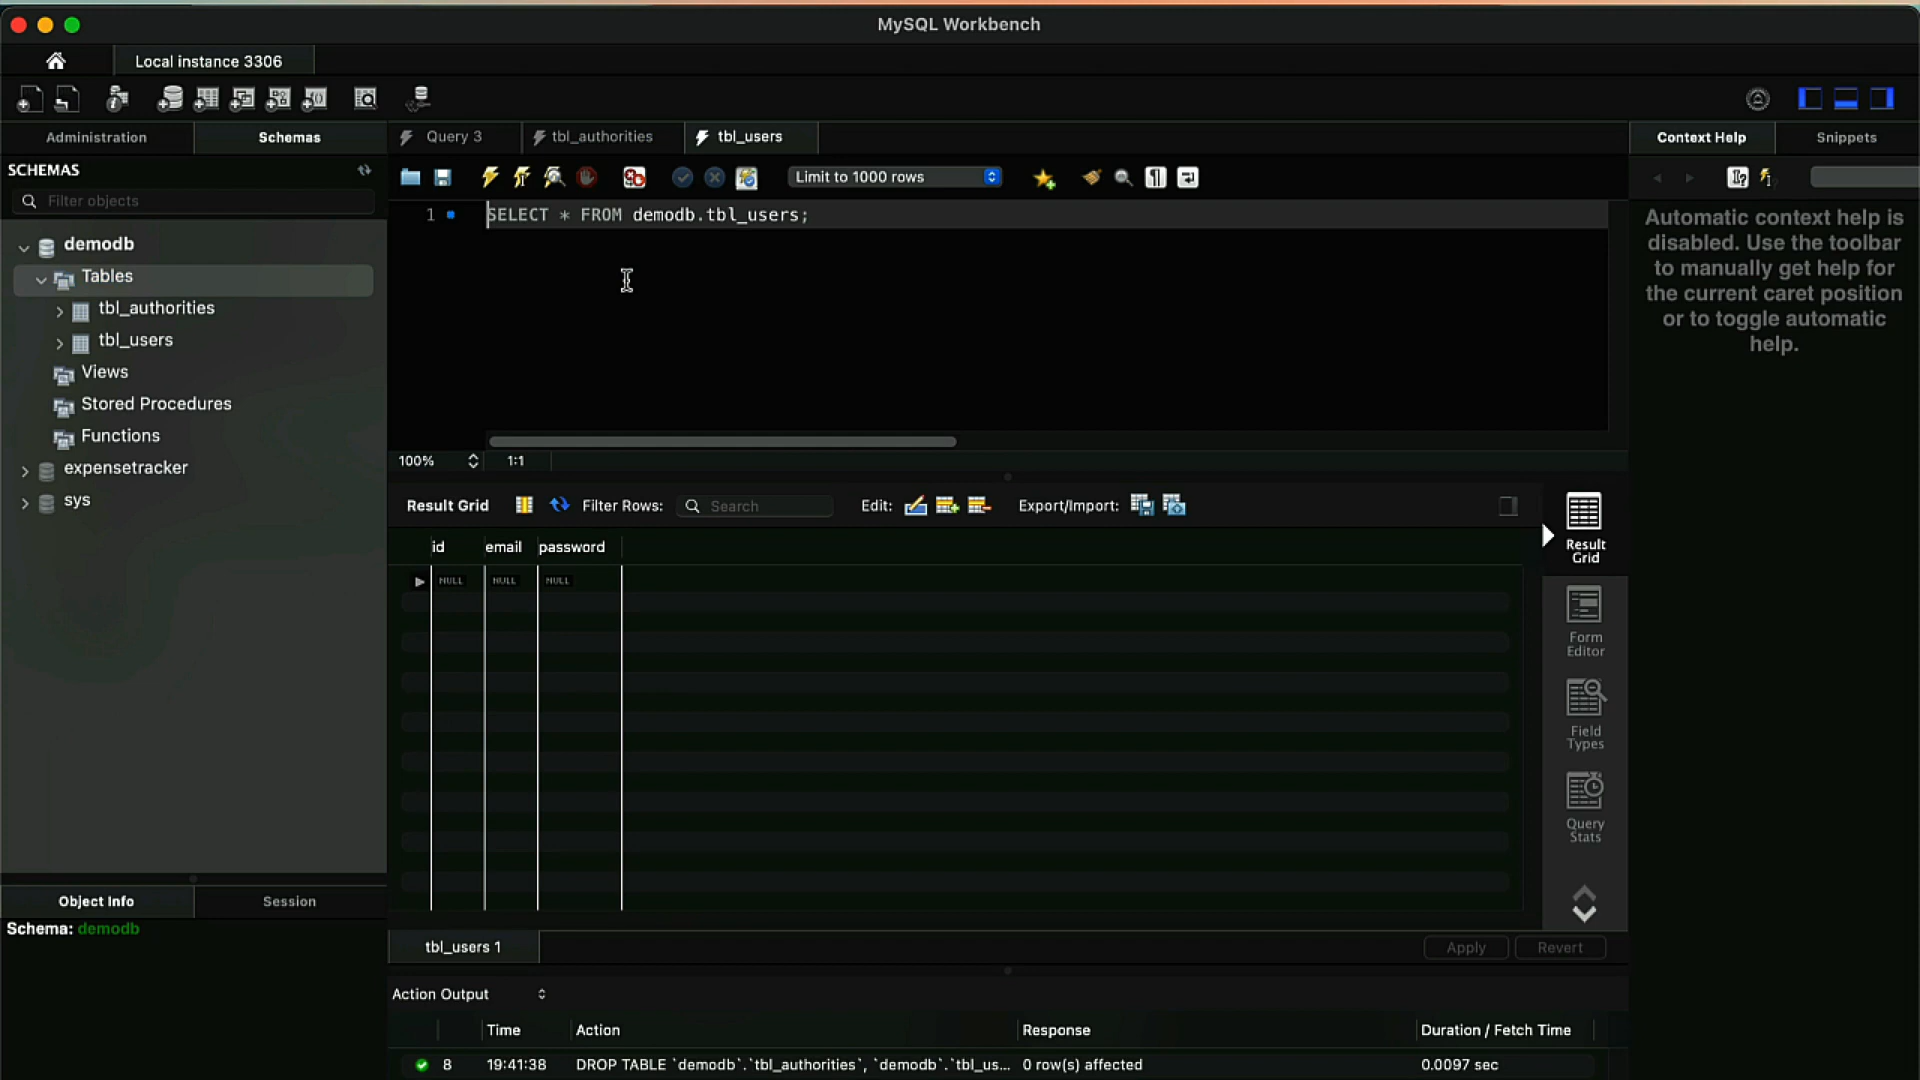 MySQL Workbench
Local instance 3306
Administration
Schemas
SCHEMAS
Filter objects
demodb
Tables
tbl_authorities
tbl_users
Views
Stored Procedures
Functions
expensetracker
sys
Object Info
Session
Schema: demodb
Query 3
tbl_authorities
tbl_users
Limit to 1000 rows
1
SELECT * FROM demodb.tbl_users;
100%
1:1
Result Grid
Filter Rows:
Search
Edit:
Export/Import:
id email password
NULL NULL NULL
Result
Grid
Form
Editor
Field
Types
Query
Stats
tbl_users 1
Apply
Revert
Action Output
Time Action Response Duration / Fetch Time
8 19:41:38 DROP TABLE `demodb`.`tbl_authorities`, `demodb`.`tbl_us... 0 row(s) affected 0.0097 sec
Context Help
Snippets
Automatic context help is
disabled. Use the toolbar
to manually get help for
the current caret position
or to toggle automatic
help.